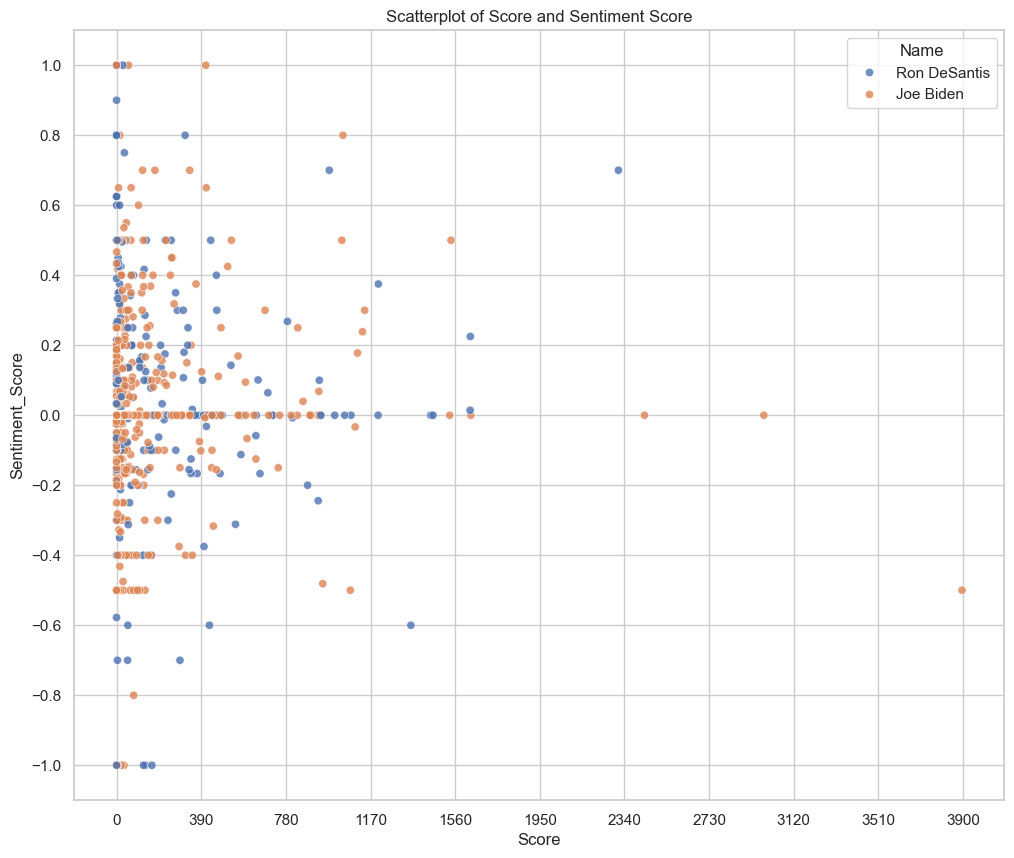 Scatterplot of Score and Sentiment Score
Name
Ron DeSantis
Joe Biden
1.0
0.8
0.6
0.4
0.2
0.0
−0.2
−0.4
−0.6
−0.8
−1.0
Sentiment_Score
0 390 780 1170 1560 1950 2340 2730 3120 3510 3900
Score